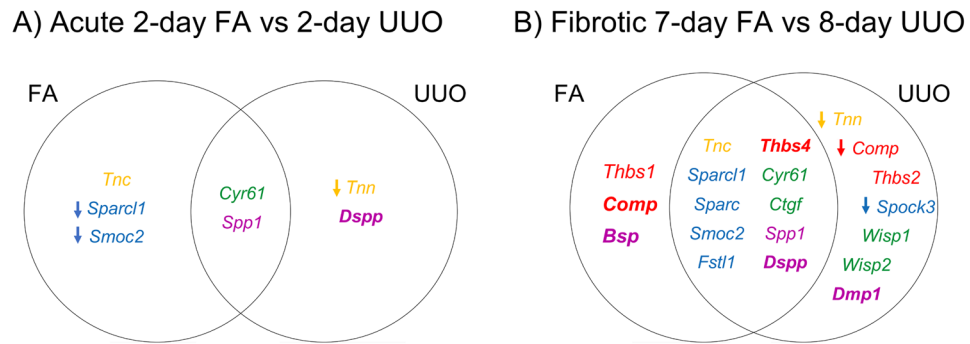 A) Acute 2-day FA vs 2-day UUO
FA
UUO
Tnc
↓ Sparcl1
↓ Smoc2
Cyr61
Spp1
↓ Tnn
Dspp
B) Fibrotic 7-day FA vs 8-day UUO
FA
UUO
Thbs1
Comp
Bsp
Tnc
Sparcl1
Sparc
Smoc2
Fstl1
Thbs4
Cyr61
Ctgf
Spp1
Dspp
↓ Tnn
↓ Comp
Thbs2
↓ Spock3
Wisp1
Wisp2
Dmp1